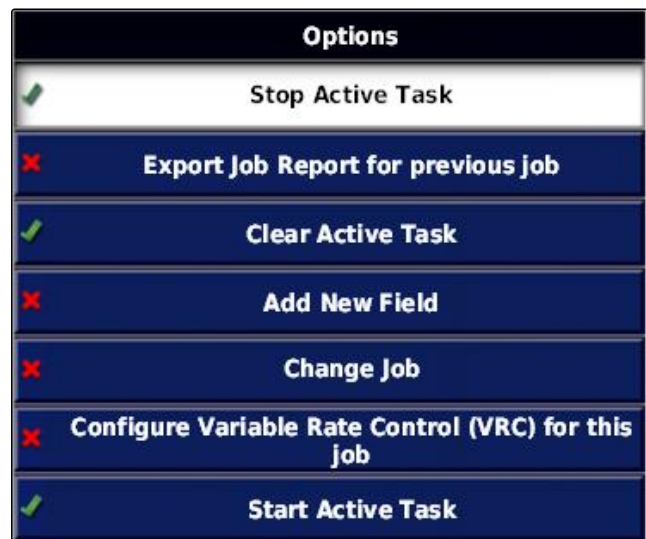 Options
Stop Active Task
Export Job Report for previous job
Clear Active Task
Add New Field
Change Job
Configure Variable Rate Control (VRC) for this
job
Start Active Task